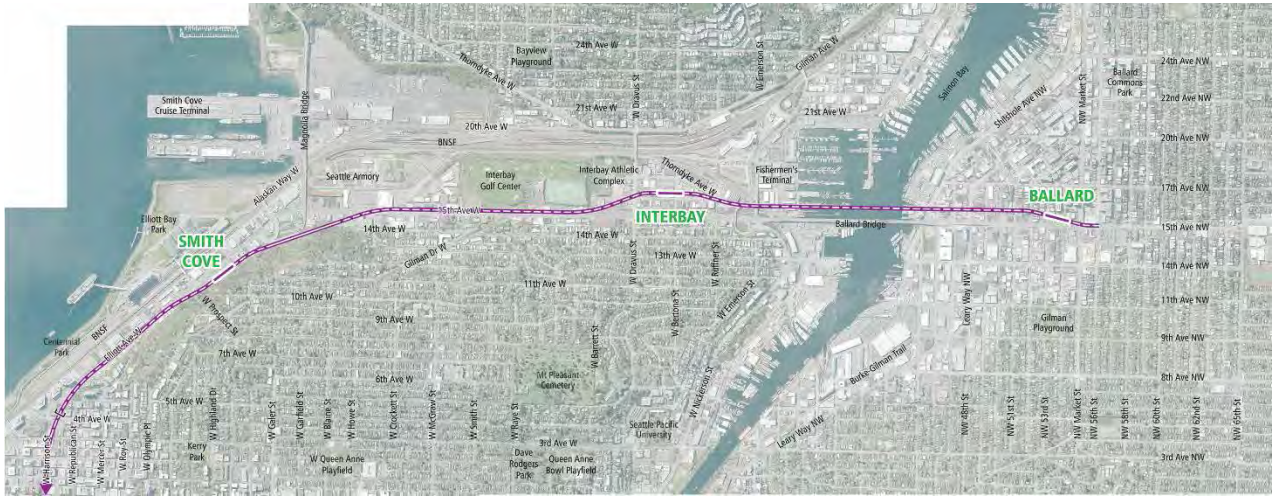 24th Ave W
Bayview
Playground
Thorndyke Ave W
W Dravus St
W Emerson St
Gilman Ave W
Salmon Bay
24th Ave NW
Ballard
Commons
Park
NW Market St
22nd Ave NW
Shilshole Ave NW
Smith Cove
Cruise Terminal
Magnolia Bridge
21st Ave W
21st Ave W
20th Ave W
BNSF
20th Ave NW
Alaskan Way W
Seattle Armory
Interbay
Golf Center
Interbay Athletic
Complex
Thorndyke Ave W
Fishermen's
Terminal
17th Ave NW
BALLARD
Elliott Bay
Park
15th Ave W
INTERBAY
Ballard Bridge
15th Ave NW
SMITH
COVE
14th Ave W
14th Ave W
Gilman Dr W
W Dravus St
13th Ave W
W Ruffner St
14th Ave NW
10th Ave W
11th Ave W
W Emerson St
11th Ave NW
W Prospect St
9th Ave W
W Bertona St
Leary Way NW
Gilman
Playground
9th Ave NW
BNSF
Elliott Ave W
Centennial
Park
7th Ave W
W Barrett St
Burke-Gilman Trail
6th Ave W
Mt Pleasant
Cemetery
W Nickerson St
8th Ave NW
5th Ave W
4th Ave W
W Highland Dr
W Galer St
W Garfield St
W Blaine St
W Howe St
W Crockett St
W McGraw St
W Smith St
W Raye St
Seattle Pacific
University
Leary Way NW
NW 48th St
NW 51st St
NW 53rd St
NW Market St
NW 56th St
NW 58th St
NW 60th St
NW 62nd St
NW 65th St
W Harrison St
W Republican St
W Mercer St
W Roy St
W Olympic Pl
Kerry
Park
W Queen Anne
Playfield
3rd Ave W
Dave
Rodgers
Park
Queen Anne
Bowl Playfield
3rd Ave NW